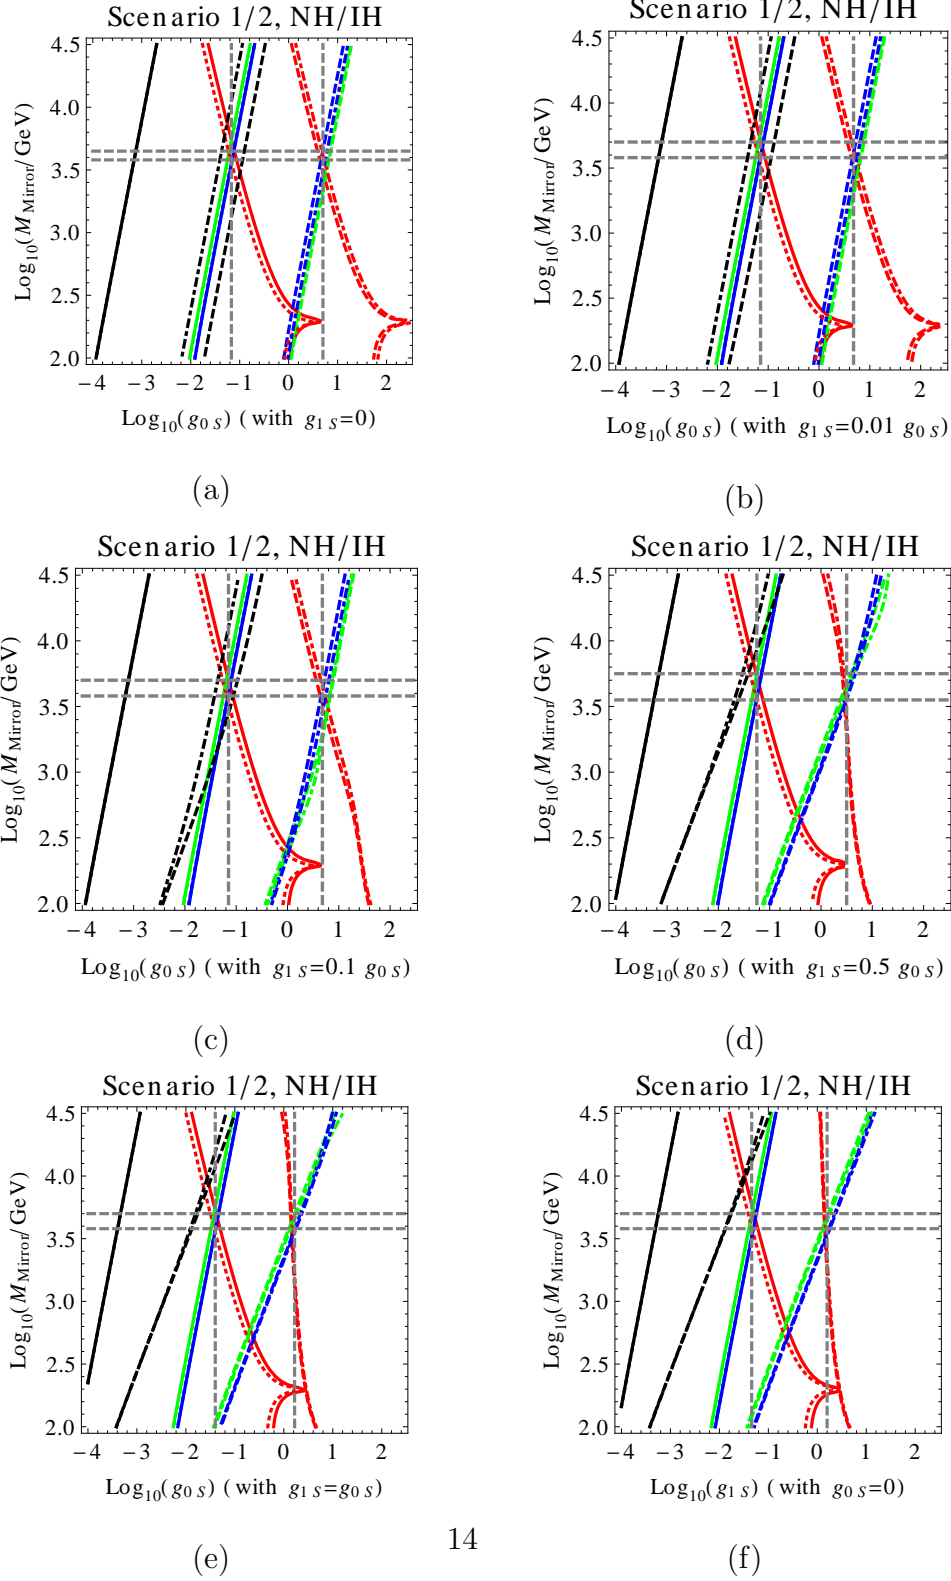 Scenario 1/2, NH/IH
Scenario 1/2, NH/IH
4.5
4.0
3.5
3.0
2.5
2.0
Log10(MMirror/GeV)
−4 −3 −2 −1 0 1 2
Log10(g0 S) (with g1 S=0)
(a)
4.5
4.0
3.5
3.0
2.5
2.0
Log10(MMirror/GeV)
−4 −3 −2 −1 0 1 2
Log10(g0 S) (with g1 S=0.01 g0 S)
(b)
Scenario 1/2, NH/IH
4.5
4.0
3.5
3.0
2.5
2.0
Log10(MMirror/GeV)
−4 −3 −2 −1 0 1 2
Log10(g0 S) (with g1 S=0.1 g0 S)
(c)
Scenario 1/2, NH/IH
4.5
4.0
3.5
3.0
2.5
2.0
Log10(MMirror/GeV)
−4 −3 −2 −1 0 1 2
Log10(g0 S) (with g1 S=0.5 g0 S)
(d)
Scenario 1/2, NH/IH
4.5
4.0
3.5
3.0
2.5
2.0
Log10(MMirror/GeV)
−4 −3 −2 −1 0 1 2
Log10(g0 S) (with g1 S=g0 S)
(e)
Scenario 1/2, NH/IH
4.5
4.0
3.5
3.0
2.5
2.0
Log10(MMirror/GeV)
−4 −3 −2 −1 0 1 2
Log10(g1 S) (with g0 S=0)
(f)
14